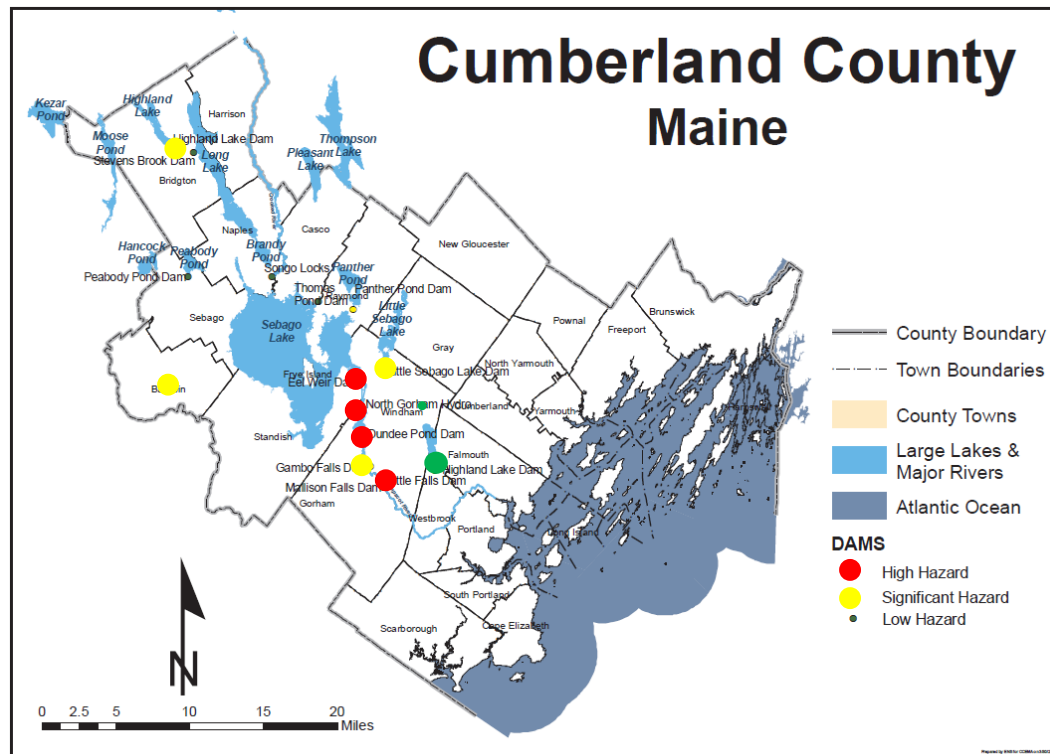 Cumberland County
Maine
Kezar
Pond
Highland
Lake
Harrison
Moose
Pond
Highland Lake Dam
Stevens Brook Dam
Long
Lake
Bridgton
Thompson
Lake
Pleasant
Lake
Naples
Casco
New Gloucester
Hancock
Pond
Peabody
Pond
Peabody Pond Dam
Brandy
Pond
Songo Locks
Panther
Pond
Thomas
Pond Dam
Raymond
Panther Pond Dam
Little
Sebago
Lake
Sebago
Sebago
Lake
Gray
Pownal
Brunswick
Freeport
North Yarmouth
Yarmouth
Cumberland
Frye Island
Eel Weir
ttle Sebago Lake Dam
North Gorham Hydro
Windham
Dundee Pond Dam
Standish
Gambo Falls
Falmouth
Highland Lake Dam
Mallison Falls Dam
ttle Falls Dam
Gorham
Westbrook
Portland
Long Island
South Portland
Cape Elizabeth
Scarborough
County Boundary
Town Boundaries
County Towns
Large Lakes &
Major Rivers
Atlantic Ocean
DAMS
High Hazard
Significant Hazard
Low Hazard
N
0 2.5 5 10 15 20
Miles